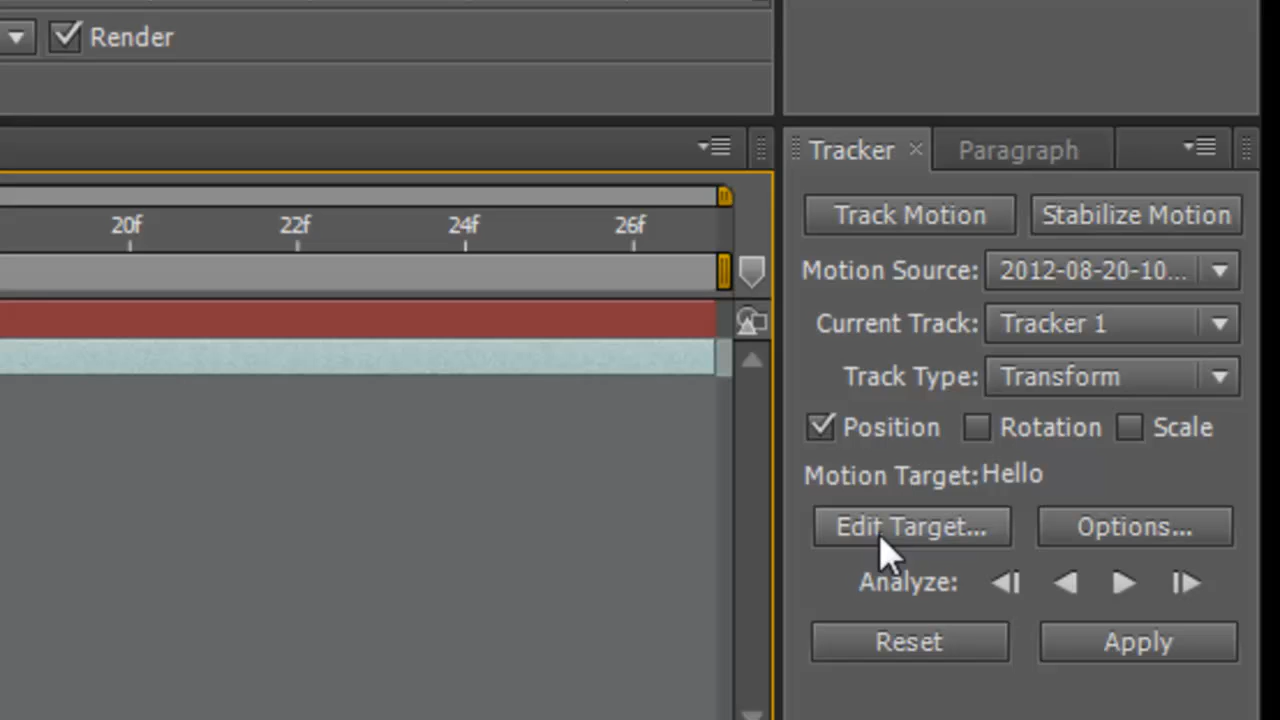 Render
Tracker
Paragraph
20f 22f 24f 26f
Track Motion
Stabilize Motion
Motion Source: 2012-08-20-10...
Current Track: Tracker 1
Track Type: Transform
Position Rotation Scale
Motion Target: Hello
Edit Target...
Options...
Analyze:
Reset
Apply